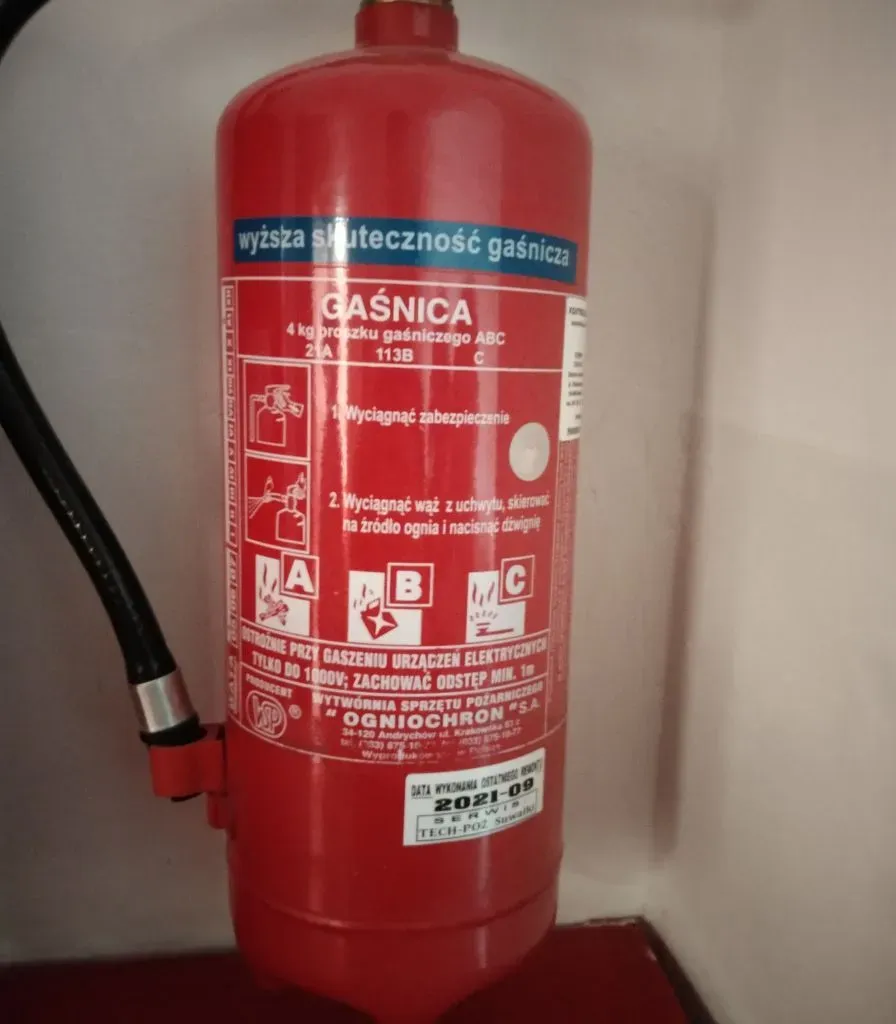 wyższa skuteczność gaśnicza
GAŚNICA
4 kg proszku gaśniczego ABC
21A 113B C
1. Wyciągnąć zabezpieczenie
2. Wyciągnąć wąż z uchwytu, skierować
na źródło ognia i nacisnąć dźwignię
A
B
C
OSTROŻNIE PRZY GASZENIU URZĄDZEŃ ELEKTRYCZNYCH
TYLKO DO 1000V; ZACHOWAĆ ODSTĘP MIN. 1m
PRODUCENT
WYTWÓRNIA SPRZĘTU POŻARNICZEGO
" OGNIOCHRON " S.A.
34-120 Andrychów ul. Krakowska
DATA WYKONANIA OSTATNIEGO REMONTU
2021-09
SERWIS
TECH-POŻ Suwałki